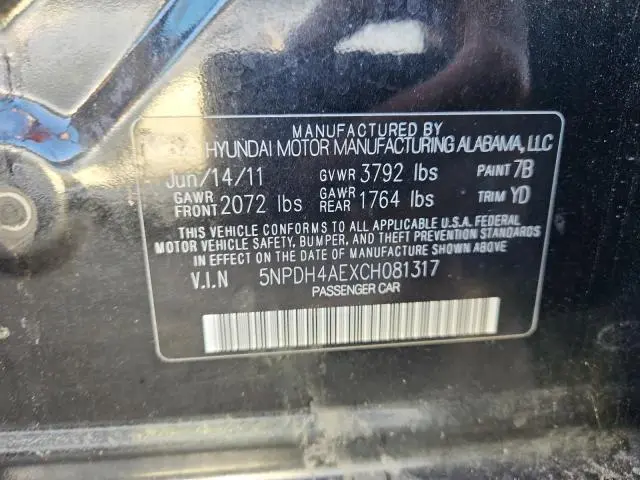 MANUFACTURED BY
HYUNDAI MOTOR MANUFACTURING ALABAMA, LLC
Jun/14/11 GVWR 3792 lbs PAINT 7B
GAWR FRONT 2072 lbs GAWR REAR 1764 lbs TRIM YD
THIS VEHICLE CONFORMS TO ALL APPLICABLE U.S.A. FEDERAL
MOTOR VEHICLE SAFETY, BUMPER, AND THEFT PREVENTION STANDARDS
IN EFFECT ON THE DATE OF MANUFACTURE SHOWN ABOVE
V.I.N 5NPDH4AEXCH081317
PASSENGER CAR